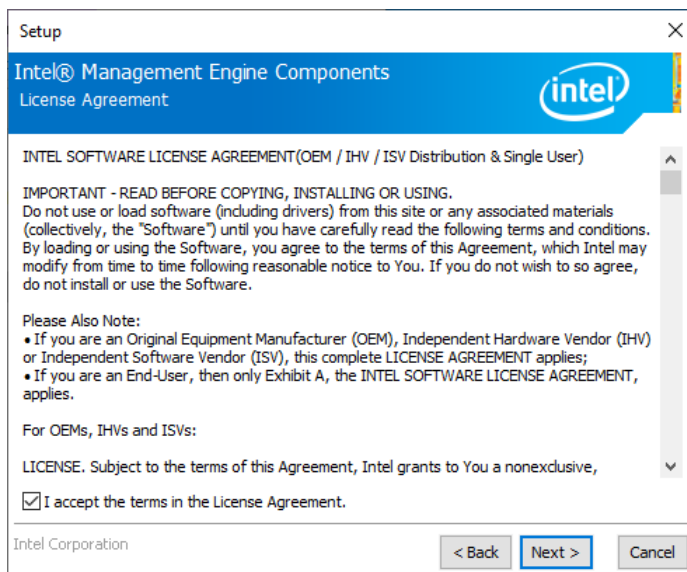 Setup
Intel® Management Engine Components
License Agreement
intel
INTEL SOFTWARE LICENSE AGREEMENT(OEM / IHV / ISV Distribution & Single User)
IMPORTANT - READ BEFORE COPYING, INSTALLING OR USING.
Do not use or load software (including drivers) from this site or any associated materials
(collectively, the "Software") until you have carefully read the following terms and conditions.
By loading or using the Software, you agree to the terms of this Agreement, which Intel may
modify from time to time following reasonable notice to You. If you do not wish to so agree,
do not install or use the Software.
Please Also Note:
• If you are an Original Equipment Manufacturer (OEM), Independent Hardware Vendor (IHV)
or Independent Software Vendor (ISV), this complete LICENSE AGREEMENT applies;
• If you are an End-User, then only Exhibit A, the INTEL SOFTWARE LICENSE AGREEMENT,
applies.
For OEMs, IHVs and ISVs:
LICENSE. Subject to the terms of this Agreement, Intel grants to You a nonexclusive,
I accept the terms in the License Agreement.
Intel Corporation
< Back Next > Cancel